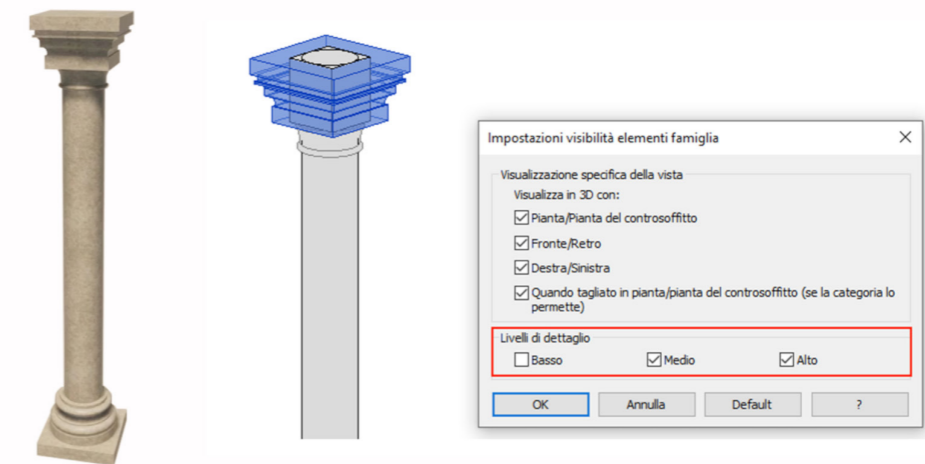 Impostazioni visibilità elementi famiglia
Visualizzazione specifica della vista
Visualizza in 3D con:
Pianta/Pianta del controsoffitto
Fronte/Retro
Destra/Sinistra
Quando tagliato in pianta/pianta del controsoffitto (se la categoria lo
permette)
Livelli di dettaglio
Basso Medio Alto
OK Annulla Default ?